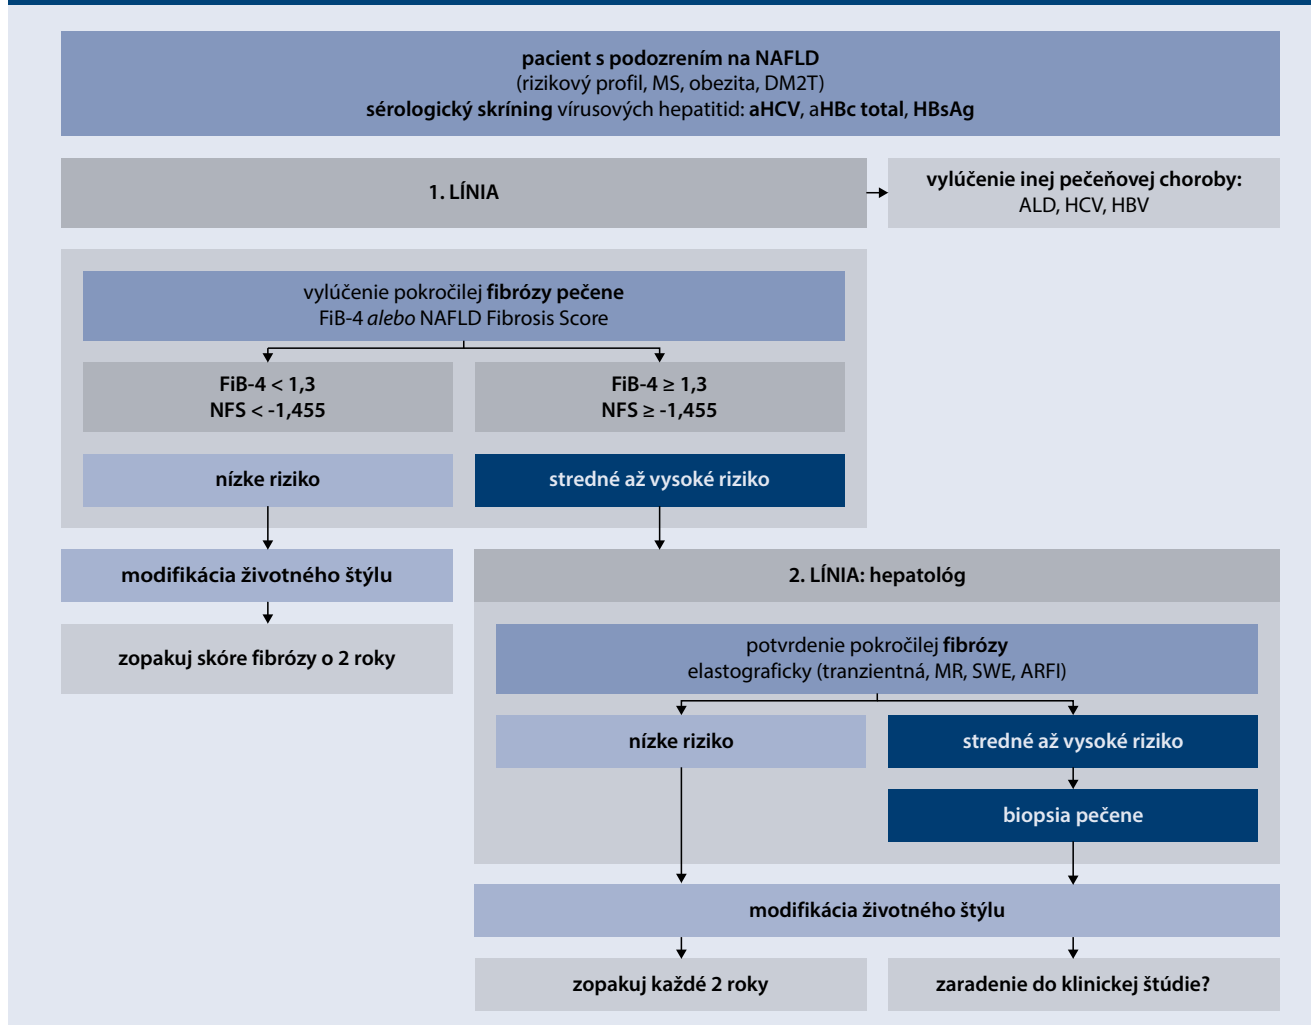 pacient s podozrením na NAFLD
(rizikový profil, MS, obezita, DM2T)
sérologický skríning vírusových hepatitid: aHCV, aHBc total, HBsAg
1. LÍNIA
vylúčenie inej pečeňovej choroby:
ALD, HCV, HBV
vylúčenie pokročilej fibrózy pečene
FiB-4 alebo NAFLD Fibrosis Score
FiB-4 < 1,3
NFS < -1,455
FiB-4 ≥ 1,3
NFS ≥ -1,455
nízke riziko
stredné až vysoké riziko
modifikácia životného štýlu
zopakuj skóre fibrózy o 2 roky
2. LÍNIA: hepatológ
potvrdenie pokročilej fibrózy
elastograficky (tranzientná, MR, SWE, ARFI)
nízke riziko
stredné až vysoké riziko
biopsia pečene
modifikácia životného štýlu
zopakuj každé 2 roky
zaradenie do klinickej štúdie?